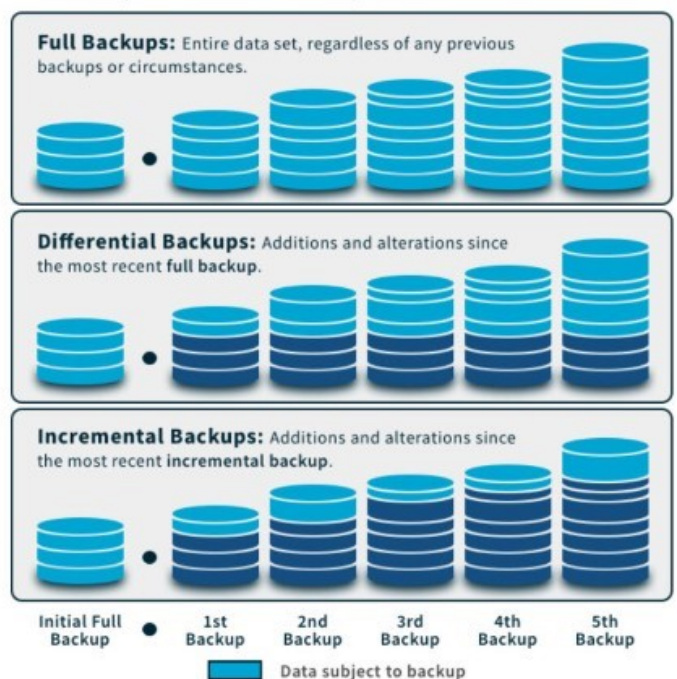 Full Backups: Entire data set, regardless of any previous
backups or circumstances.
Differential Backups: Additions and alterations since
the most recent full backup.
Incremental Backups: Additions and alterations since
the most recent incremental backup.
Initial Full Backup
1st Backup
2nd Backup
3rd Backup
4th Backup
5th Backup
Data subject to backup